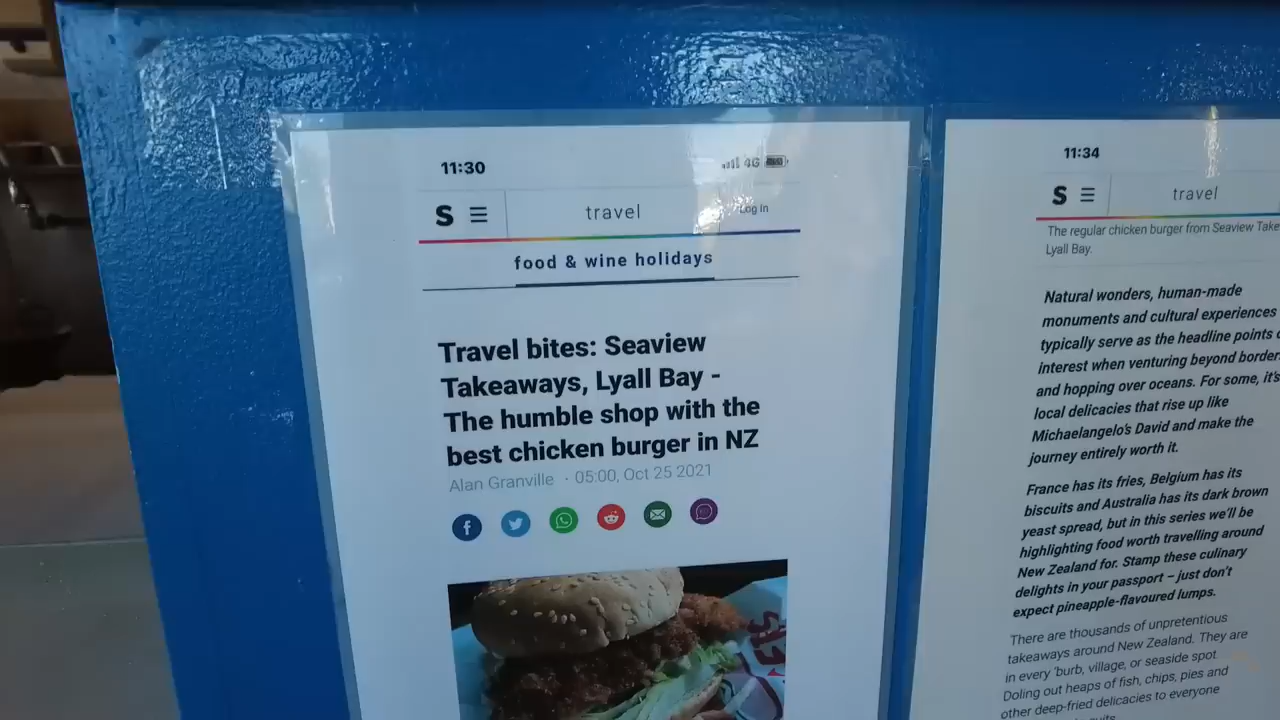 11:30
4G
S
travel
Log in
food & wine holidays
Travel bites: Seaview
Takeaways, Lyall Bay -
The humble shop with the
best chicken burger in NZ
Alan Granville · 05:00, Oct 25 2021
11:34
S
travel
The regular chicken burger from Seaview Take
Lyall Bay.
Natural wonders, human-made
monuments and cultural experiences
typically serve as the headline points
interest when venturing beyond border
and hopping over oceans. For some, it's
local delicacies that rise up like
Michaelangelo's David and make the
journey entirely worth it.
France has its fries, Belgium has its
biscuits and Australia has its dark brown
yeast spread, but in this series we'll be
highlighting food worth travelling around
New Zealand for. Stamp these culinary
delights in your passport – just don't
expect pineapple-flavoured lumps.
There are thousands of unpretentious
takeaways around New Zealand. They are
in every 'burb, village, or seaside spot
Doling out heaps of fish, chips, pies and
other deep-fried delicacies to everyone